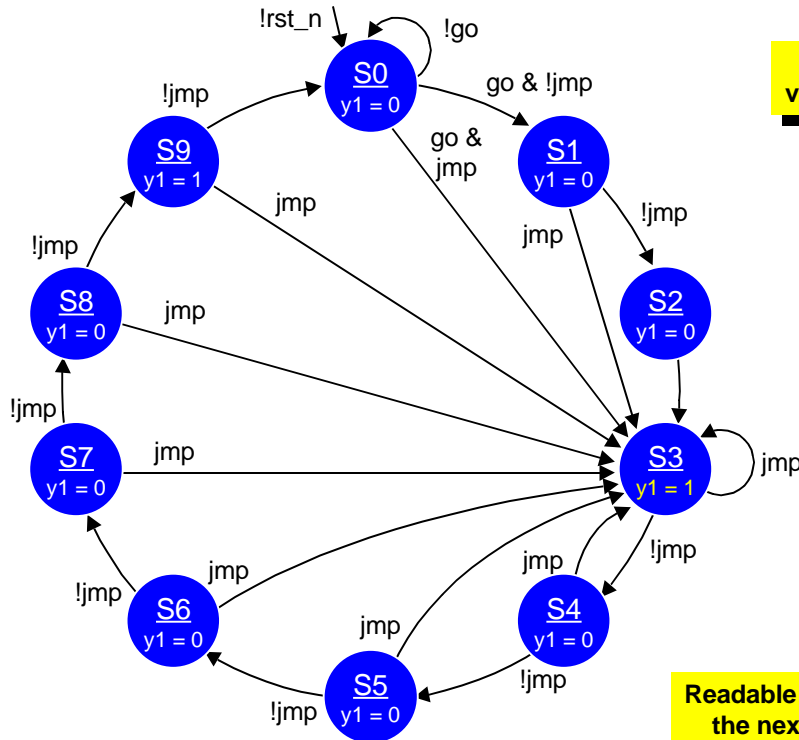 !rst_n
!go
S0
y1 = 0
go & !jmp
v
!jmp
go &
jmp
S9
y1 = 1
S1
y1 = 0
jmp
!jmp
jmp
!jmp
S8
y1 = 0
jmp
S2
y1 = 0
!jmp
S7
y1 = 0
jmp
S3
y1 = 1
jmp
!jmp
S6
y1 = 0
jmp
jmp
jmp
!jmp
S4
y1 = 0
!jmp
S5
y1 = 0
!jmp
Readable
the nex